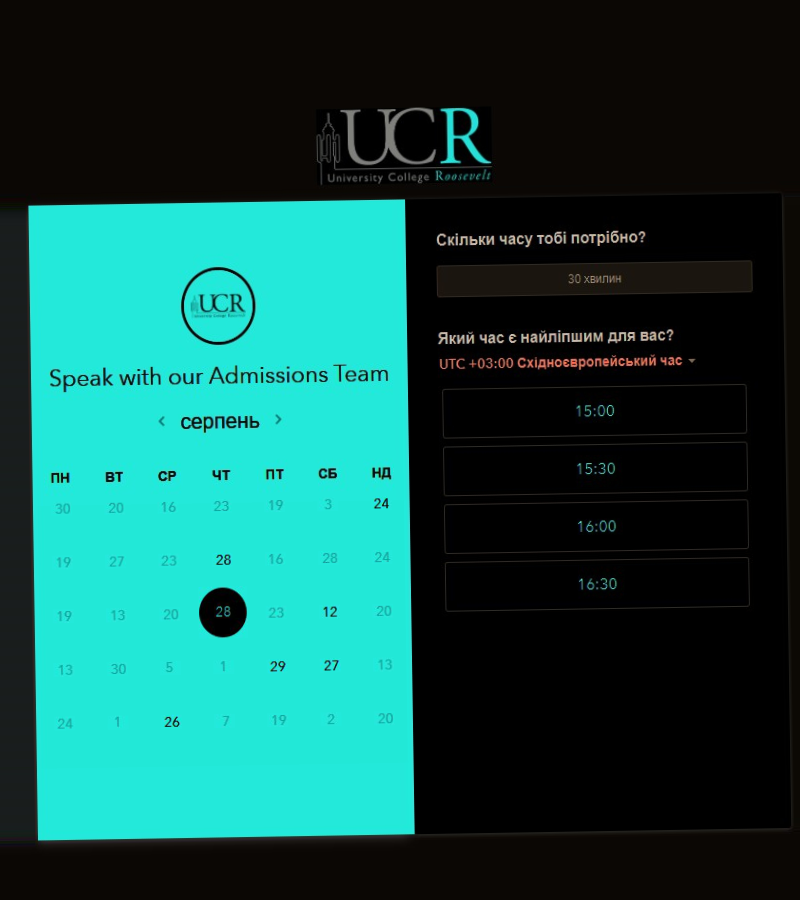 UCR
University College Roosevelt
UCR
Speak with our Admissions Team
серпень
ПН ВТ СР ЧТ ПТ СБ НД
30 20 16 23 19 3 24
19 27 23 28 16 28 24
19 13 20 28 23 12 20
13 30 5 1 29 27 13
24 1 26 7 19 2 20
Скільки часу тобі потрібно?
30 хвилин
Який час є найліпшим для вас?
UTC +03:00 Східноєвропейський час
15:00
15:30
16:00
16:30